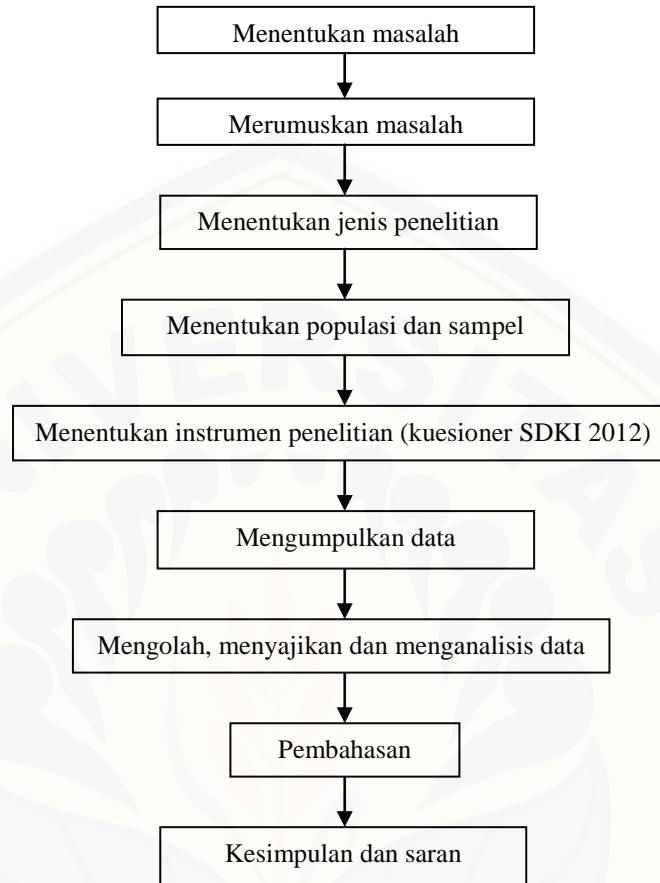 Menentukan masalah
Merumuskan masalah
Menentukan jenis penelitian
Menentukan populasi dan sampel
UNIVERSITAS
Menentukan instrumen penelitian (kuesioner SDKI 2012)
Mengumpulkan data
Mengolah, menyajikan dan menganalisis data
Pembahasan
Kesimpulan dan saran